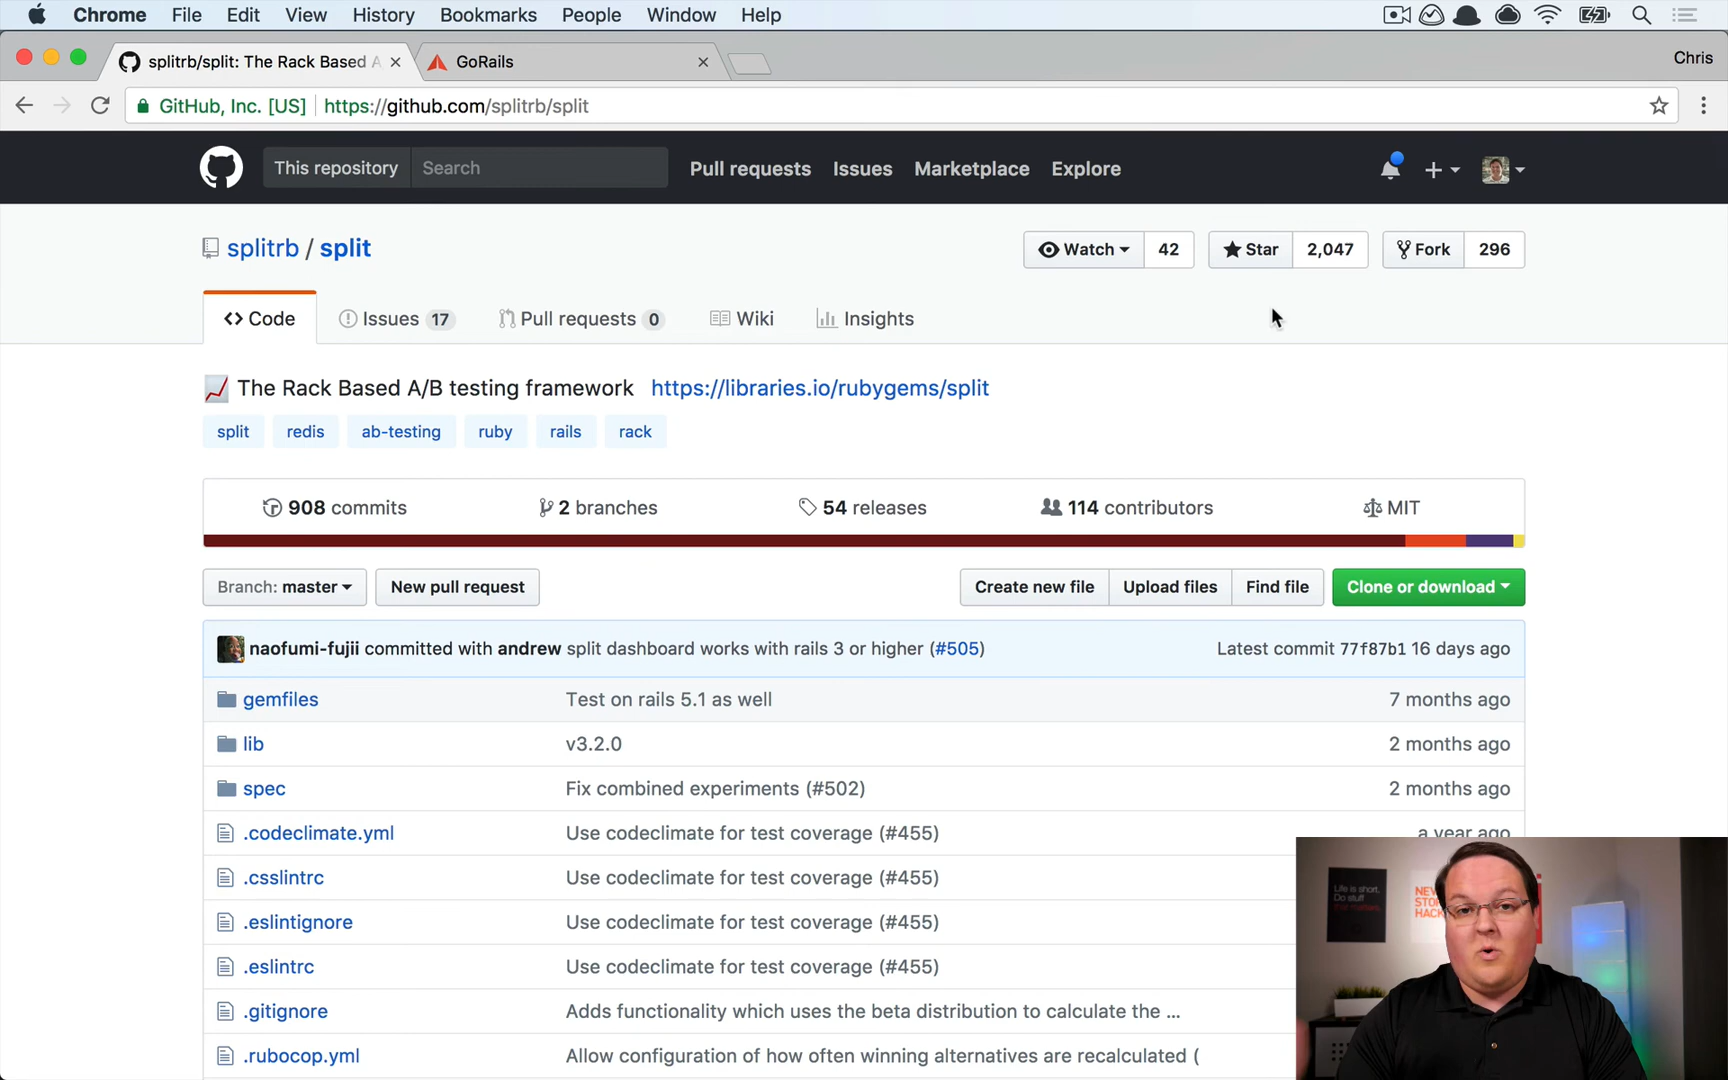 Chrome File Edit View History Bookmarks People Window Help
splitrb/split: The Rack Based A
GoRails
Chris
GitHub, Inc. [US] https://github.com/splitrb/split
This repository Search Pull requests Issues Marketplace Explore
splitrb / split
Watch 42 Star 2,047 Fork 296
Code Issues 17 Pull requests 0 Wiki Insights
The Rack Based A/B testing framework https://libraries.io/rubygems/split
split redis ab-testing ruby rails rack
908 commits 2 branches 54 releases 114 contributors MIT
Branch: master New pull request Create new file Upload files Find file Clone or download
naofumi-fujii committed with andrew split dashboard works with rails 3 or higher (#505) Latest commit 77f87b1 16 days ago
gemfiles Test on rails 5.1 as well 7 months ago
lib v3.2.0 2 months ago
spec Fix combined experiments (#502) 2 months ago
.codeclimate.yml Use codeclimate for test coverage (#455) a year ago
.csslintrc Use codeclimate for test coverage (#455)
.eslintignore Use codeclimate for test coverage (#455)
.eslintrc Use codeclimate for test coverage (#455)
.gitignore Adds functionality which uses the beta distribution to calculate the ...
.rubocop.yml Allow configuration of how often winning alternatives are recalculated (
Life is short.
Do stuff